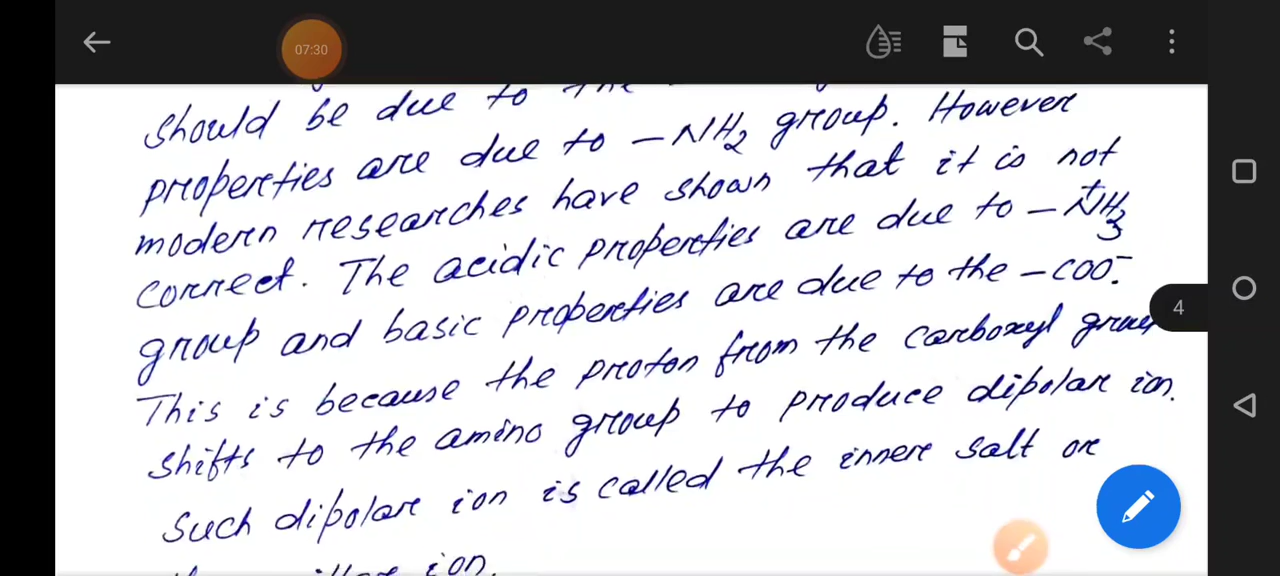 07:30
should be due to the
properties are due to -NH2 group. However
modern researches have shown that it is not
correct. The acidic properties are due to -N+H3
group and basic properties are due to the -COO-.
4
This is because the proton from the carboxyl group
shifts to the amino group to produce dipolar ion.
Such dipolar ion is called the inner salt or
ion.